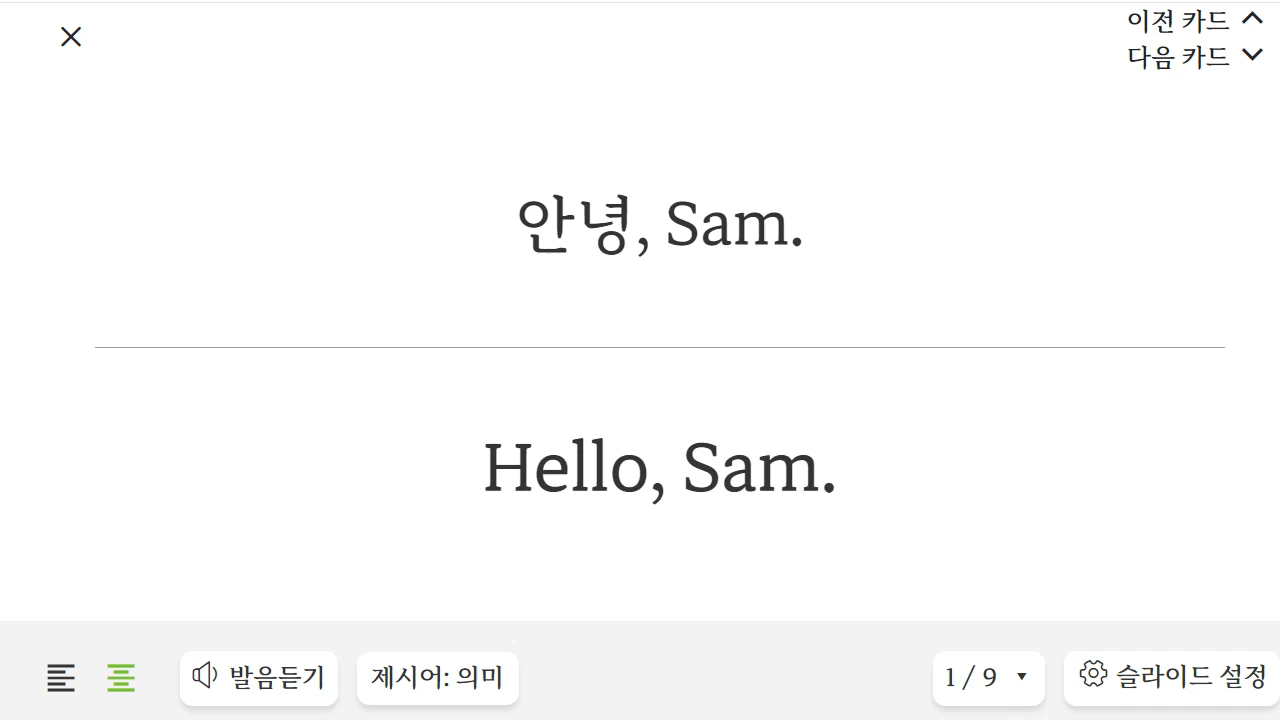 이전 카드
다음 카드
안녕, Sam.
Hello, Sam.
발음듣기
제시어: 의미
1 / 9
슬라이드 설정